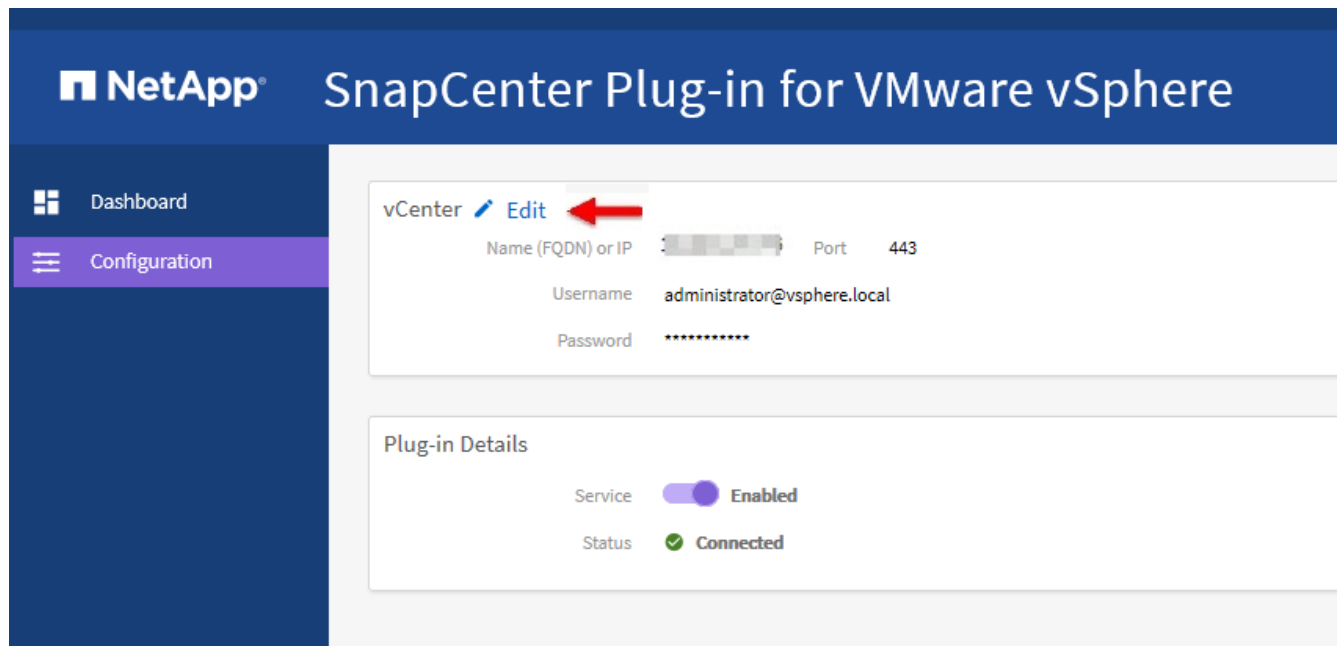 NetApp® SnapCenter Plug-in for VMware vSphere
Dashboard
Configuration
vCenter Edit
Name (FQDN) or IP Port 443
Username administrator@vsphere.local
Password ***********
Plug-in Details
Service Enabled
Status Connected